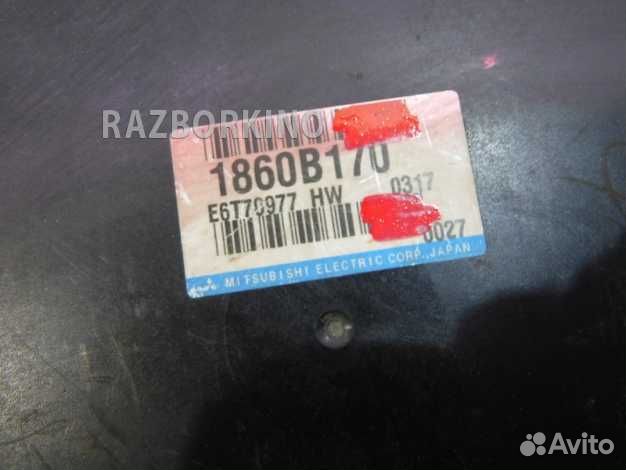 RAZBORKINO
1860B170
E6T70977 HW 0317
0027
MITSUBISHI ELECTRIC CORP., JAPAN
Avito